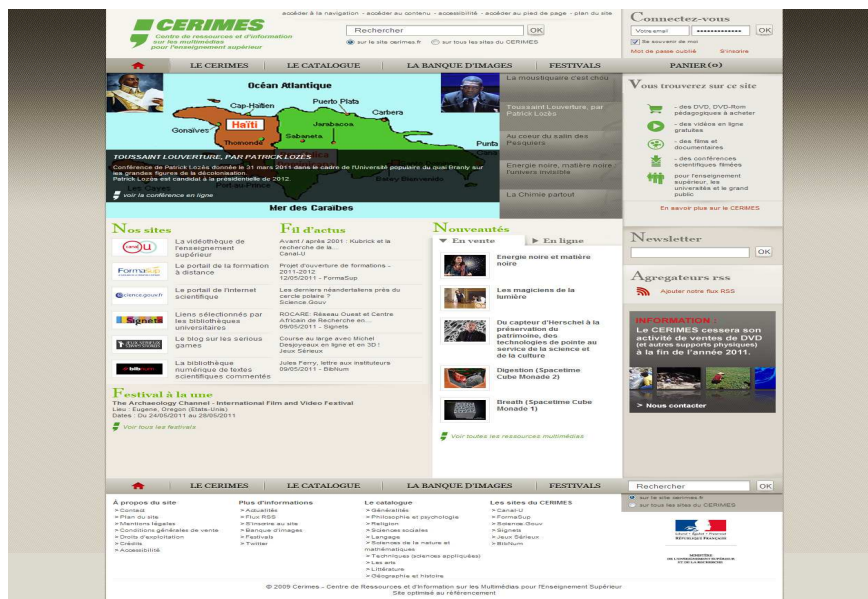 accéder à la navigation - accéder au contenu - accessibilité - accéder au pied de page - plan du site
CERIMES
Centre de ressources et d'information
sur les multimédias
pour l'enseignement supérieur
Rechercher
OK
sur le site cerimes.fr
sur tous les sites du CERIMES
Connectez-vous
Votre email
OK
Se souvenir de moi
Mot de passe oublié
S'inscrire
LE CERIMES
LE CATALOGUE
LA BANQUE D'IMAGES
FESTIVALS
PANIER (0)
Océan Atlantique
Cap-Haïtien
Puerto Plata
Carbera
Gonaïves
Haïti
Jarabacoa
Thomonde
Sabaneta
Punta
Port-au-Prince
Mer des Caraïbes
TOUSSAINT LOUVERTURE, PAR PATRICK LOZÈS
Conférence de Patrick Lozès donnée le 31 mars 2011 dans le cadre de l'Université populaire du quai Branly sur
les grandes figures de la décolonisation.
Patrick Lozès est candidat à la présidentielle de 2012.
voir la conférence en ligne
La moustiquaire c'est chou
Toussaint Louverture, par
Patrick Lozès
Au coeur du salin des
Pesquiers
Energie noire, matière noire,
l'univers invisible
La Chimie partout
Vous trouverez sur ce site
- des DVD, DVD-Rom
pédagogiques à acheter
- des vidéos en ligne
gratuites
- des films et
documentaires
- des conférences
scientifiques filmées
pour l'enseignement
supérieur, les
universités et le grand
public
En savoir plus sur le CERIMES
Nos sites
La vidéothèque de
l'enseignement
supérieur
FormaSup
Le portail de la formation
à distance
science.gouv.fr
Le portail de l'internet
scientifique
Signets
Liens sélectionnés par
les bibliothèques
universitaires
Le blog sur les serious
games
bibnum
La bibliothèque
numérique de textes
scientifiques commentés
Fil d'actus
Avant / après 2001 : Kubrick et la
recherche de la...
Canal-U
Projet d'ouverture de formations -
2011-2012
12/05/2011 - FormaSup
Les derniers néandertaliens près du
cercle polaire ?
Science.Gouv
ROCARE: Réseau Ouest et Centre
Africain de Recherche en...
09/05/2011 - Signets
Course au large avec Michel
Desjoyeaux en ligne et en 3D !
Jeux Sérieux
Jules Ferry, lettre aux instituteurs
09/05/2011 - BibNum
Nouveautés
En vente
En ligne
Energie noire et matière
noire
Les magiciens de la
lumière
Du capteur d'Herschel à la
préservation du
patrimoine, des
technologies de pointe au
service de la science et
de la culture
Digestion (Spacetime
Cube Monade 2)
Breath (Spacetime Cube
Monade 1)
Voir toutes les ressources multimédias
Newsletter
OK
Agregateurs rss
Ajouter notre flux RSS
INFORMATION :
Le CERIMES cessera son
activité de ventes de DVD
(et autres supports physiques)
à la fin de l'année 2011.
> Nous contacter
Festival à la une
The Archaeology Channel - International Film and Video Festival
Lieu : Eugene, Oregon (Etats-Unis)
Dates : Du 24/05/2011 au 28/05/2011
Voir tous les festivals
LE CERIMES
LE CATALOGUE
LA BANQUE D'IMAGES
FESTIVALS
Rechercher
OK
sur le site cerimes.fr
sur tous les sites du CERIMES
À propos du site
> Contact
> Plan du site
> Mentions légales
> Conditions générales de vente
> Droits d'exploitation
> Crédits
> Accessibilité
Plus d'informations
> Actualités
> Flux RSS
> S'inscrire au site
> Banque d'images
> Festivals
> Twitter
Le catalogue
> Généralités
> Philosophie et psychologie
> Religion
> Sciences sociales
> Langage
> Sciences de la nature et
mathématiques
> Techniques (sciences appliquées)
> Les arts
> Littérature
> Géographie et histoire
Les sites du CERIMES
> Canal-U
> FormaSup
> Science.Gouv
> Signets
> Jeux Sérieux
> BibNum
Liberté • Égalité • Fraternité
RÉPUBLIQUE FRANÇAISE
MINISTÈRE
DE L'ENSEIGNEMENT SUPÉRIEUR
ET DE LA RECHERCHE
© 2009 Cerimes - Centre de Ressources et d'Information sur les Multimédias pour l'Enseignement Supérieur
Site optimisé au référencement